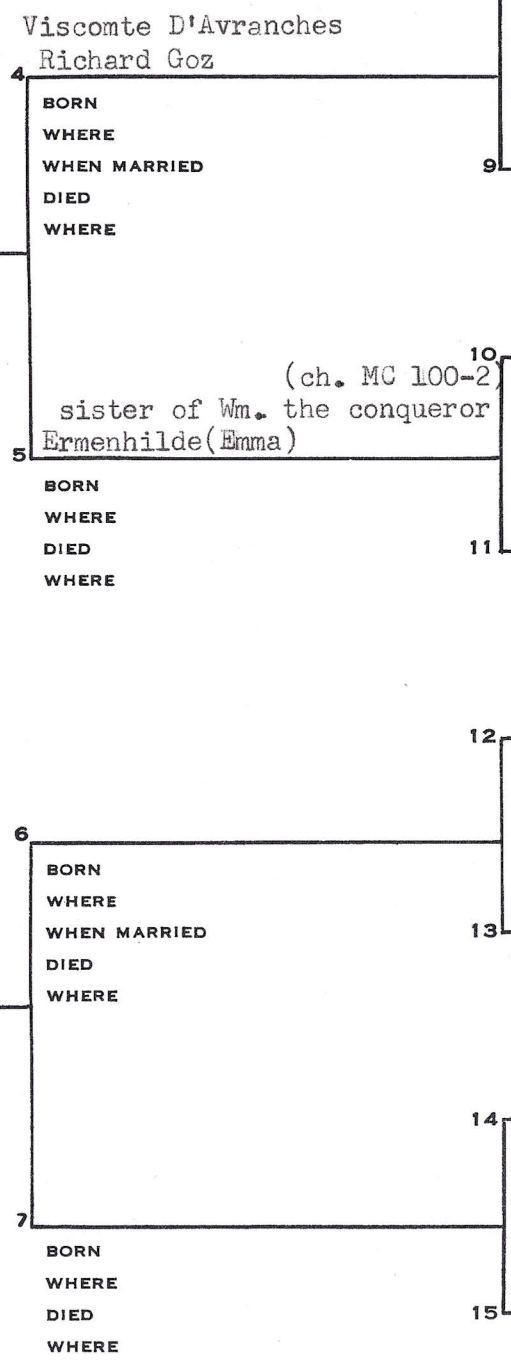 Viscomte D'Avranches
Richard Goz
4
BORN
WHERE
WHEN MARRIED
9
DIED
WHERE
10
(ch. MC 100-2)
sister of Wm. the conqueror
Ermenhilde(Emma)
5
BORN
WHERE
DIED
11
WHERE
12
6
BORN
WHERE
WHEN MARRIED
13
DIED
WHERE
14
7
BORN
WHERE
DIED
15
WHERE